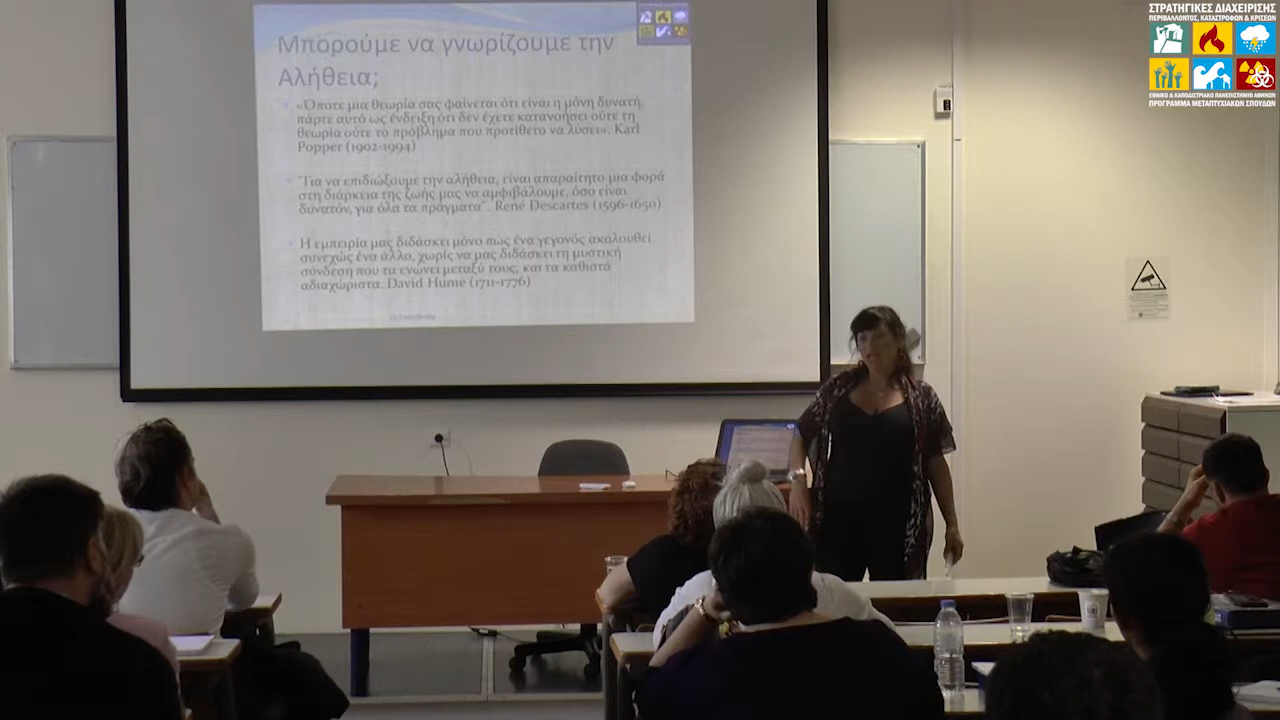 ΣΤΡΑΤΗΓΙΚΕΣ ΔΙΑΧΕΙΡΙΣΗΣ
ΠΕΡΙΒΑΛΛΟΝΤΟΣ, ΚΑΤΑΣΤΡΟΦΩΝ & ΚΡΙΣΕΩΝ
ΕΘΝΙΚΟ & ΚΑΠΟΔΙΣΤΡΙΑΚΟ ΠΑΝΕΠΙΣΤΗΜΙΟ ΑΘΗΝΩΝ
ΠΡΟΓΡΑΜΜΑ ΜΕΤΑΠΤΥΧΙΑΚΩΝ ΣΠΟΥΔΩΝ
Μπορούμε να γνωρίζουμε την
Αλήθεια;
«Όποτε μια θεωρία σας φαίνεται ότι είναι η μόνη δυνατή,
πάρτε αυτό ως ένδειξη ότι δεν έχετε κατανοήσει ούτε τη
θεωρία ούτε το πρόβλημα που προτίθετο να λύσει». Karl
Popper (1902-1994)
"Για να επιδιώξουμε την αλήθεια, είναι απαραίτητο μια φορά
στη διάρκεια της ζωής μας να αμφιβάλουμε, όσο είναι
δυνατόν, για όλα τα πράγματα". René Descartes (1596-1650)
Η εμπειρία μας διδάσκει μόνο πώς ένα γεγονός ακολουθεί
συνεχώς ένα άλλο, χωρίς να μας διδάσκει τη μυστική
σύνδεση που τα ενώνει μεταξύ τους, και τα καθιστά
αδιαχώριστα. David Hume (1711-1776)